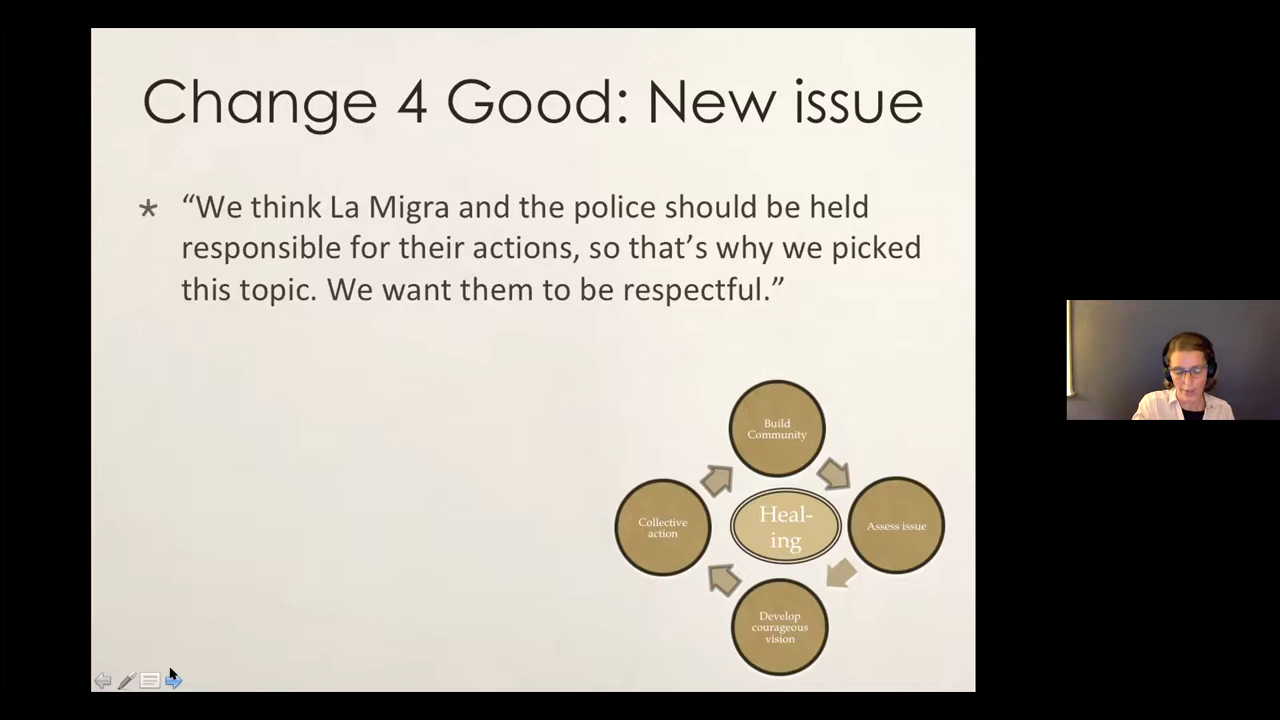 Change 4 Good: New issue
* “We think La Migra and the police should be held
responsible for their actions, so that’s why we picked
this topic. We want them to be respectful.”
Build
Community
Heal-
ing
Collective
action
Assess issue
Develop
courageous
vision